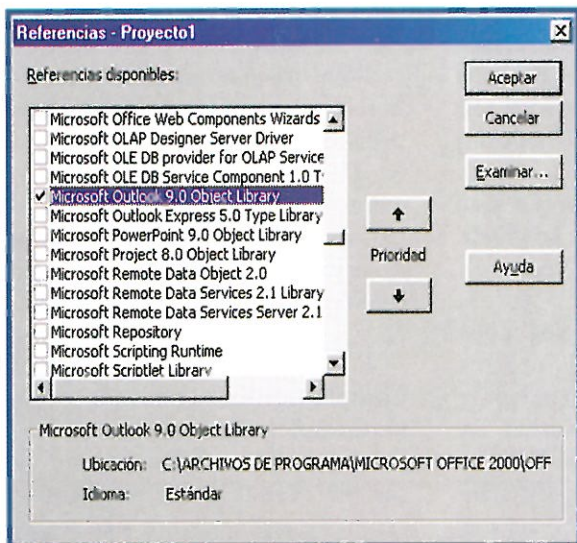 Referencias - Proyecto1
Referencias disponibles:
Microsoft Office Web Components Wizards
Microsoft OLAP Designer Server Driver
Microsoft OLE DB provider for OLAP Service
Microsoft OLE DB Service Component 1.0 T
Microsoft Outlook 9.0 Object Library
Microsoft Outlook Express 5.0 Type Library
Microsoft PowerPoint 9.0 Object Library
Microsoft Project 8.0 Object Library
Microsoft Remote Data Object 2.0
Microsoft Remote Data Services 2.1 Library
Microsoft Remote Data Services Server 2.1
Microsoft Repository
Microsoft Scripting Runtime
Microsoft Scriptlet Library
Prioridad
Aceptar
Cancelar
Examinar...
Ayuda
Microsoft Outlook 9.0 Object Library
Ubicación: C:\ARCHIVOS DE PROGRAMA\MICROSOFT OFFICE 2000\OFF
Idioma: Estándar